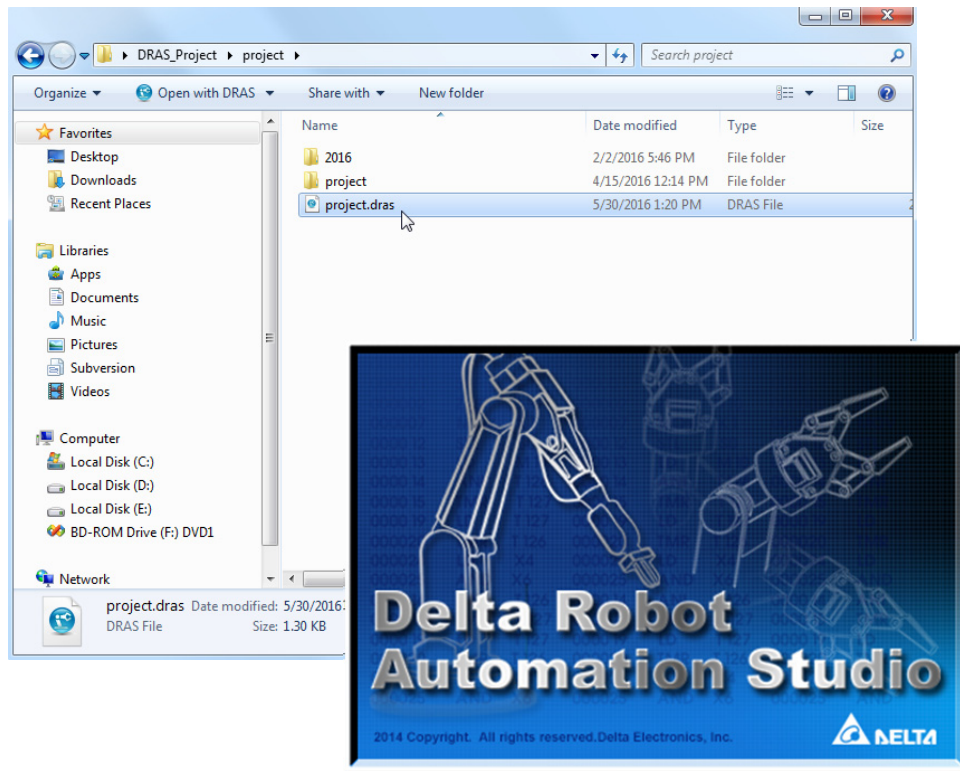 DRAS_Project project
Search project
Organize Open with DRAS Share with New folder
Name Date modified Type Size
Favorites
Desktop
Downloads
Recent Places
Libraries
Apps
Documents
Music
Pictures
Subversion
Videos
Computer
Local Disk (C:)
Local Disk (D:)
Local Disk (E:)
BD-ROM Drive (F:) DVD1
Network
2016 2/2/2016 5:46 PM File folder
project 4/15/2016 12:14 PM File folder
project.dras 5/30/2016 1:20 PM DRAS File 2
project.dras Date modified: 5/30/2016
DRAS File Size: 1.30 KB
Delta Robot
Automation Studio
2014 Copyright. All rights reserved.Delta Electronics, Inc.
DELTA